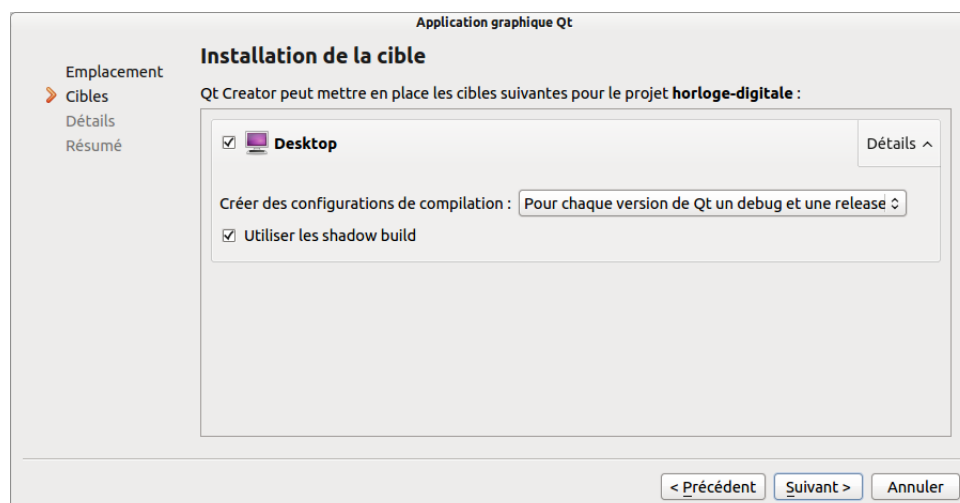 Application graphique Qt
Emplacement
Cibles
Détails
Résumé
Installation de la cible
Qt Creator peut mettre en place les cibles suivantes pour le projet horloge-digitale :
Desktop
Détails
Créer des configurations de compilation : Pour chaque version de Qt un debug et une release
Utiliser les shadow build
< Précédent Suivant > Annuler